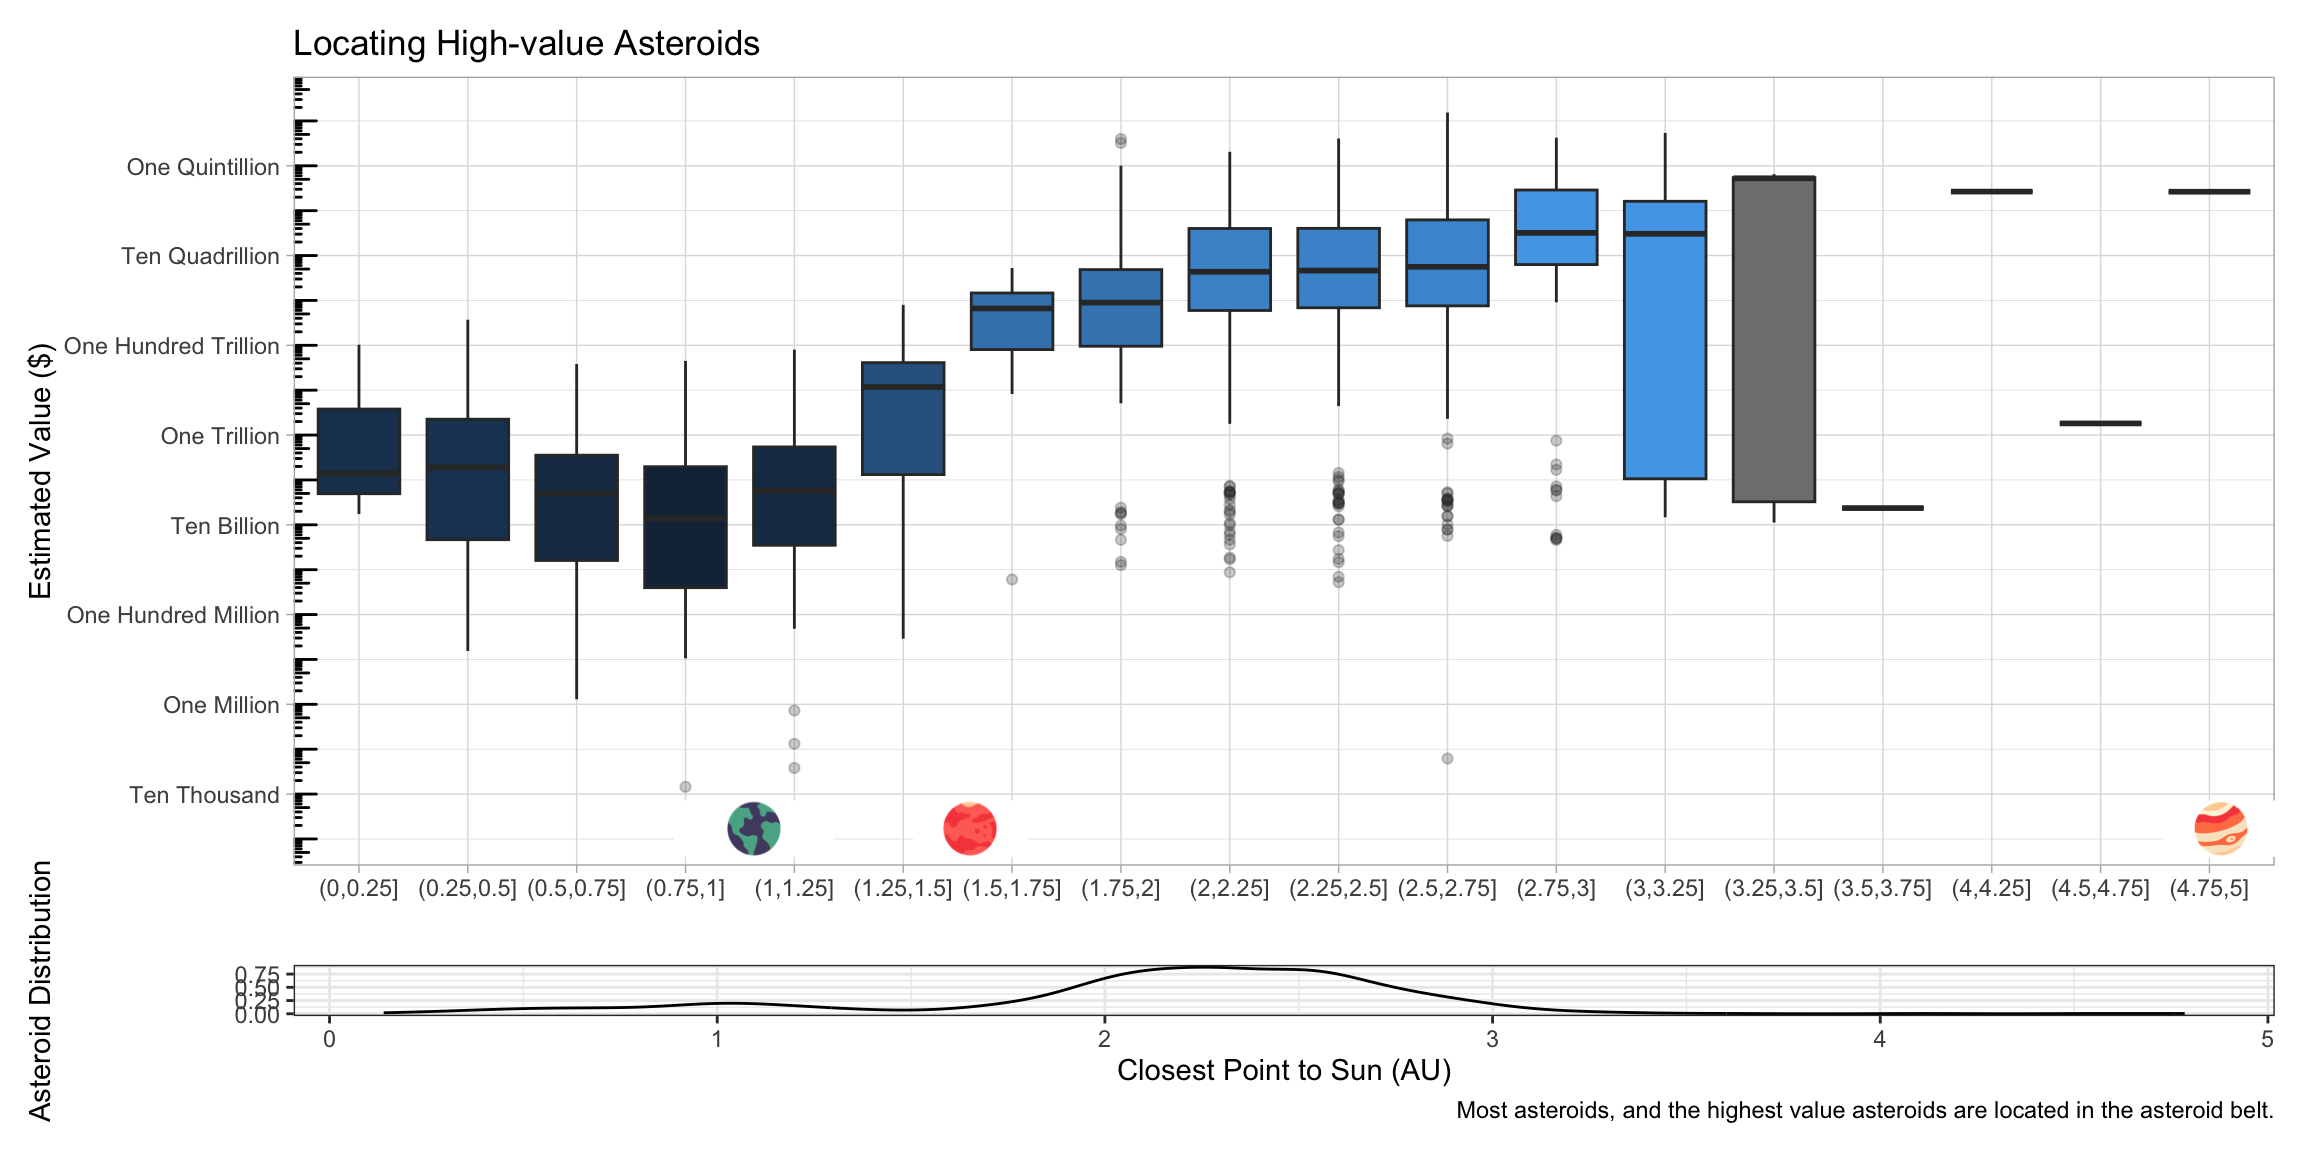 Locating High-value Asteroids
Estimated Value ($)
One Quintillion
Ten Quadrillion
One Hundred Trillion
One Trillion
Ten Billion
One Hundred Million
One Million
Ten Thousand
(0,0.25] (0.25,0.5] (0.5,0.75] (0.75,1] (1,1.25] (1.25,1.5] (1.5,1.75] (1.75,2] (2,2.25] (2.25,2.5] (2.5,2.75] (2.75,3] (3,3.25] (3.25,3.5] (3.5,3.75] (4,4.25] (4.5,4.75] (4.75,5]
Asteroid Distribution
0.75
0.50
0.25
0.00
0 1 2 3 4 5
Closest Point to Sun (AU)
Most asteroids, and the highest value asteroids are located in the asteroid belt.